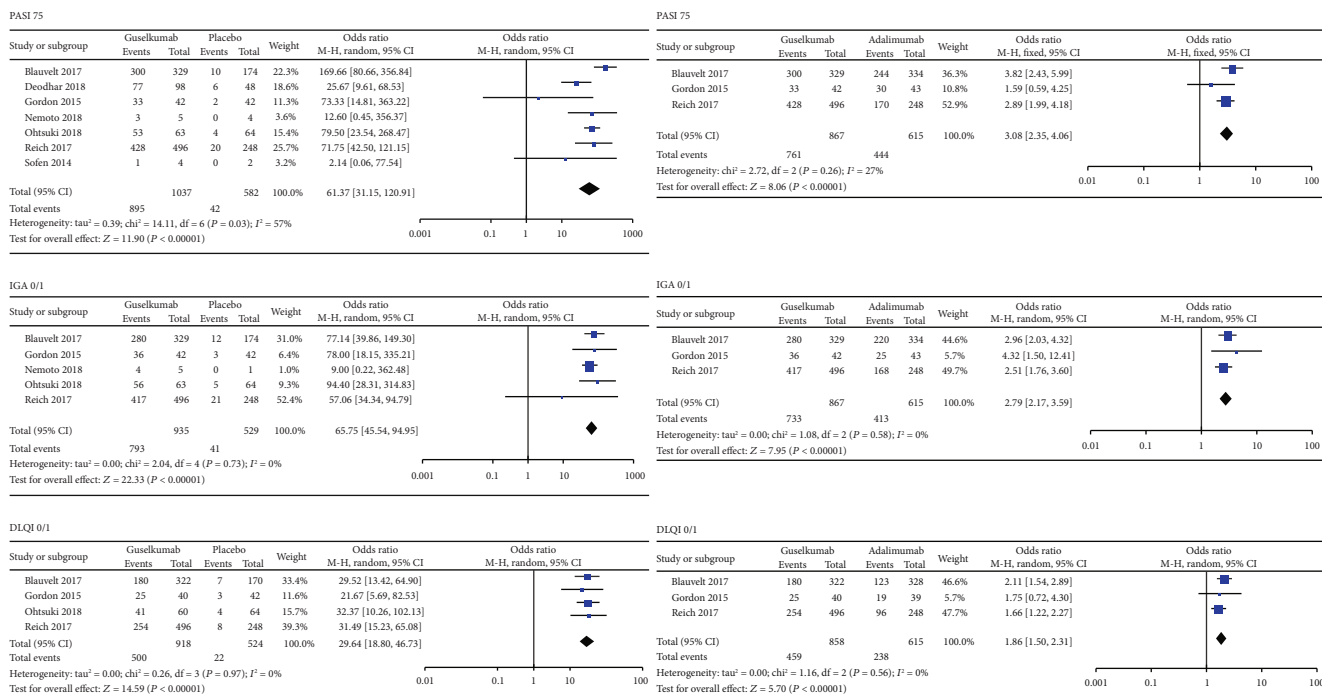 PASI 75
Study or subgroup Guselkumab Placebo Weight Odds ratio Odds ratio
Events Total Events Total M-H, random, 95% CI M-H, random, 95% CI
Blauvelt 2017 300 329 10 174 22.3% 169.66 [80.66, 356.84]
Deodhar 2018 77 98 6 48 18.6% 25.67 [9.61, 68.53]
Gordon 2015 33 42 2 42 11.3% 73.33 [14.81, 363.22]
Nemoto 2018 3 5 0 4 3.6% 12.60 [0.45, 356.37]
Ohtsuki 2018 53 63 4 64 15.4% 79.50 [23.54, 268.47]
Reich 2017 428 496 20 248 25.7% 71.75 [42.50, 121.15]
Sofen 2014 1 4 0 2 3.2% 2.14 [0.06, 77.54]
Total (95% CI) 1037 582 100.0% 61.37 [31.15, 120.91]
Total events 895 42
Heterogeneity: tau² = 0.39; chi² = 14.11, df = 6 (P = 0.03); I² = 57%
Test for overall effect: Z = 11.90 (P < 0.00001)
0.001 0.1 1 10 1000
PASI 75
Study or subgroup Guselkumab Adalimumab Weight Odds ratio Odds ratio
Events Total Events Total M-H, fixed, 95% CI M-H, fixed, 95% CI
Blauvelt 2017 300 329 244 334 36.3% 3.82 [2.43, 5.99]
Gordon 2015 33 42 30 43 10.8% 1.59 [0.59, 4.25]
Reich 2017 428 496 170 248 52.9% 2.89 [1.99, 4.18]
Total (95% CI) 867 615 100.0% 3.08 [2.35, 4.06]
Total events 761 444
Heterogeneity: chi² = 2.72, df = 2 (P = 0.26); I² = 27%
Test for overall effect: Z = 8.06 (P < 0.00001)
0.01 0.1 1 10 100
IGA 0/1
Study or subgroup Guselkumab Placebo Weight Odds ratio Odds ratio
Events Total Events Total M-H, random, 95% CI M-H, random, 95% CI
Blauvelt 2017 280 329 12 174 31.0% 77.14 [39.86, 149.30]
Gordon 2015 36 42 3 42 6.4% 78.00 [18.15, 335.21]
Nemoto 2018 4 5 0 1 1.0% 9.00 [0.22, 362.48]
Ohtsuki 2018 56 63 5 64 9.3% 94.40 [28.31, 314.83]
Reich 2017 417 496 21 248 52.4% 57.06 [34.34, 94.79]
Total (95% CI) 935 529 100.0% 65.75 [45.54, 94.95]
Total events 793 41
Heterogeneity: tau² = 0.00; chi² = 2.04, df = 4 (P = 0.73); I² = 0%
Test for overall effect: Z = 22.33 (P < 0.00001)
0.001 0.1 1 10 1000
IGA 0/1
Study or subgroup Guselkumab Adalimumab Weight Odds ratio Odds ratio
Events Total Events Total M-H, random, 95% CI M-H, random, 95% CI
Blauvelt 2017 280 329 220 334 44.6% 2.96 [2.03, 4.32]
Gordon 2015 36 42 25 43 5.7% 4.32 [1.50, 12.41]
Reich 2017 417 496 168 248 49.7% 2.51 [1.76, 3.60]
Total (95% CI) 867 615 100.0% 2.79 [2.17, 3.59]
Total events 733 413
Heterogeneity: tau² = 0.00; chi² = 1.08, df = 2 (P = 0.58); I² = 0%
Test for overall effect: Z = 7.95 (P < 0.00001)
0.01 0.1 1 10 100
DLQI 0/1
Study or subgroup Guselkumab Placebo Weight Odds ratio Odds ratio
Events Total Events Total M-H, random, 95% CI M-H, random, 95% CI
Blauvelt 2017 180 322 7 170 33.4% 29.52 [13.42, 64.90]
Gordon 2015 25 40 3 42 11.6% 21.67 [5.69, 82.53]
Ohtsuki 2018 41 60 4 64 15.7% 32.37 [10.26, 102.13]
Reich 2017 254 496 8 248 39.3% 31.49 [15.23, 65.08]
Total (95% CI) 918 524 100.0% 29.64 [18.80, 46.73]
Total events 500 22
Heterogeneity: tau² = 0.00; chi² = 0.26, df = 3 (P = 0.97); I² = 0%
Test for overall effect: Z = 14.59 (P < 0.00001)
0.01 0.1 1 10 100
DLQI 0/1
Study or subgroup Guselkumab Adalimumab Weight Odds ratio Odds ratio
Events Total Events Total M-H, random, 95% CI M-H, random, 95% CI
Blauvelt 2017 180 322 123 328 46.6% 2.11 [1.54, 2.89]
Gordon 2015 25 40 19 39 5.7% 1.75 [0.72, 4.30]
Reich 2017 254 496 96 248 47.7% 1.66 [1.22, 2.27]
Total (95% CI) 858 615 100.0% 1.86 [1.50, 2.31]
Total events 459 238
Heterogeneity: tau² = 0.00; chi² = 1.16, df = 2 (P = 0.56); I² = 0%
Test for overall effect: Z = 5.70 (P < 0.00001)
0.001 0.1 1 10